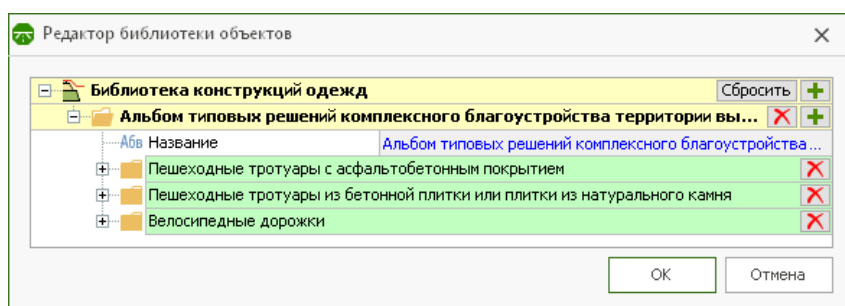 Редактор библиотеки объектов
Библиотека конструкций одежд Сбросить
Альбом типовых решений комплексного благоустройства территории вы...
Абв Название Альбом типовых решений комплексного благоустройства...
Пешеходные тротуары с асфальтобетонным покрытием
Пешеходные тротуары из бетонной плитки или плитки из натурального камня
Велосипедные дорожки
ОК Отмена